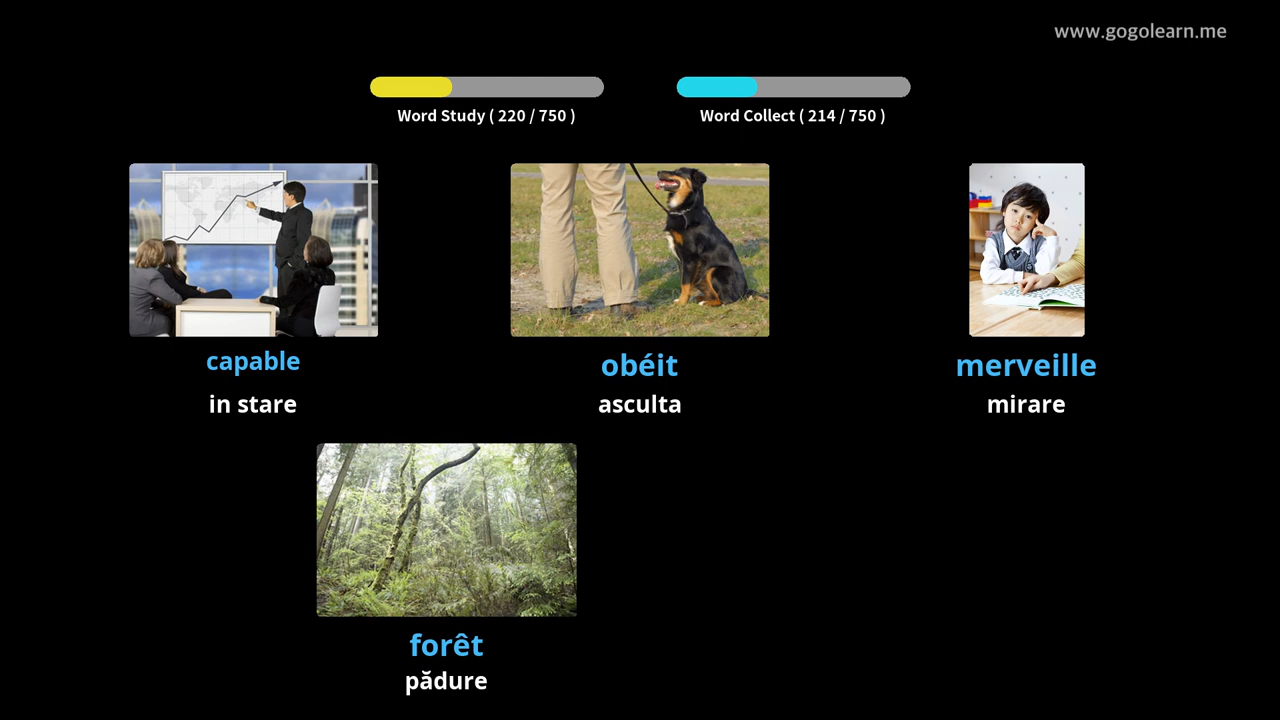 www.gogolearn.me
Word Study ( 220 / 750 )
Word Collect ( 214 / 750 )
capable
in stare
obéit
asculta
merveille
mirare
forêt
pădure